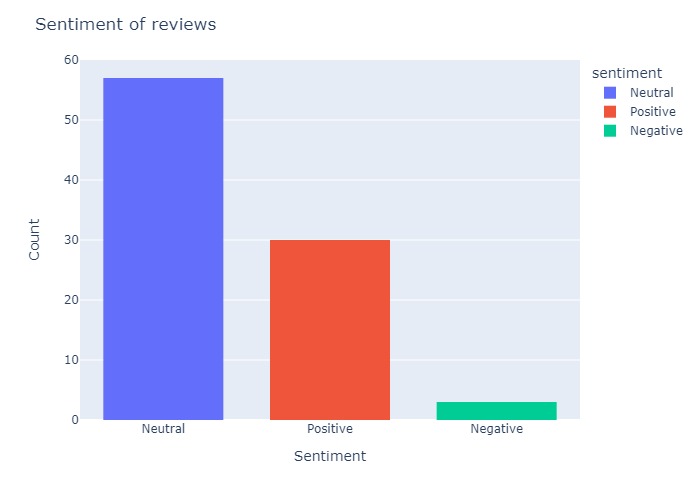 Sentiment of reviews
60
50
40
30
20
10
0
Count
Neutral
Positive
Negative
Sentiment
sentiment
Neutral
Positive
Negative